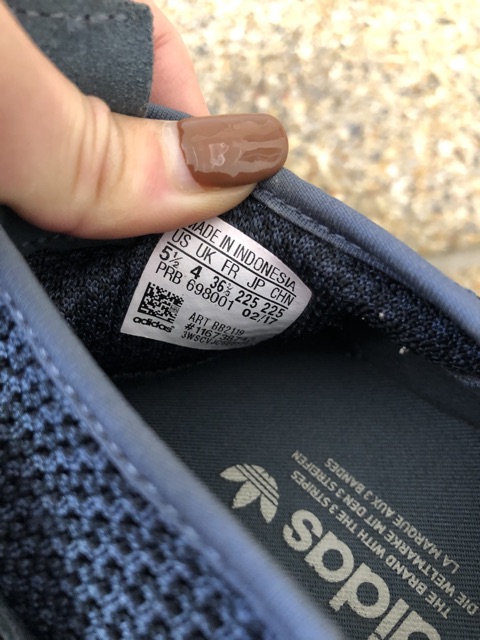 MADE IN INDONESIA
US UK FR JP CHN
5½ 4 36⅔ 225 225
PRB 698001 02/17
ART BB2119
adidas
adidas
THE BRAND WITH THE 3 STRIPES
DIE WELTMARKE MIT DEN 3 STREIFEN
LA MARQUE AUX 3 BANDES